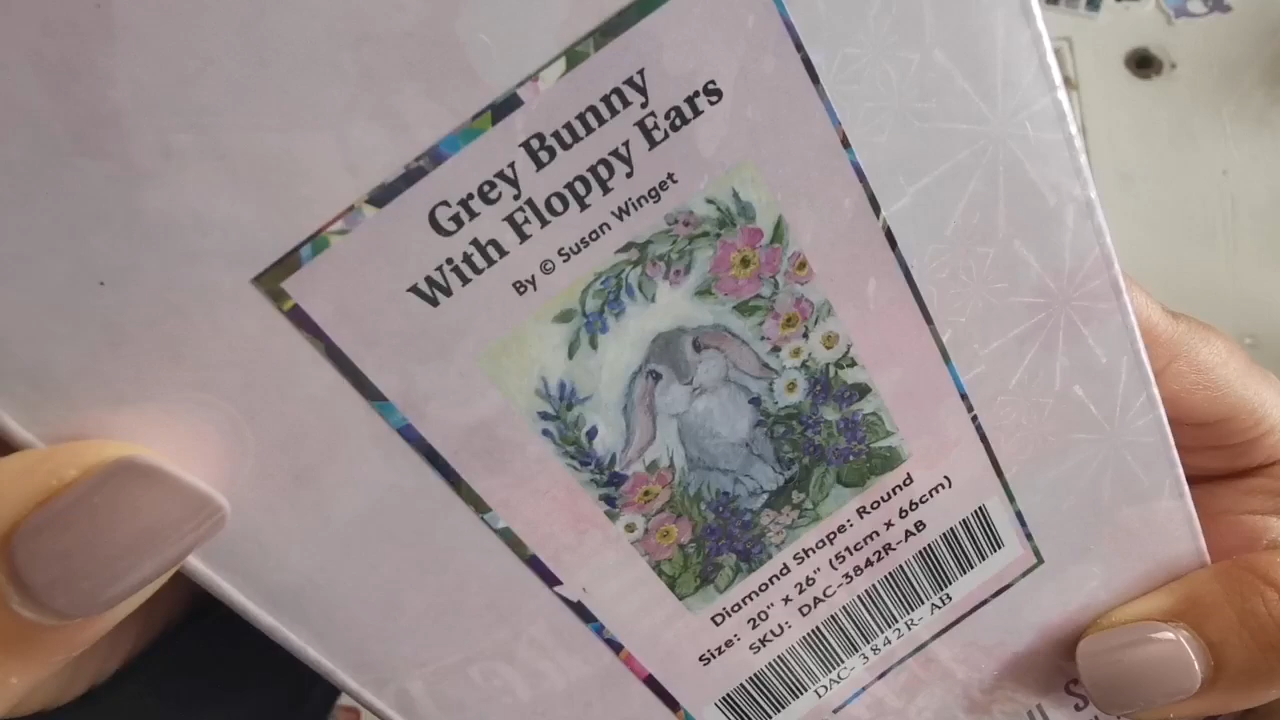 Grey Bunny
With Floppy Ears
By © Susan Winget
Diamond Shape: Round
Size: 20" x 26" (51cm x 66cm)
SKU: DAC-3842R-AB
DAC- 3842R- AB